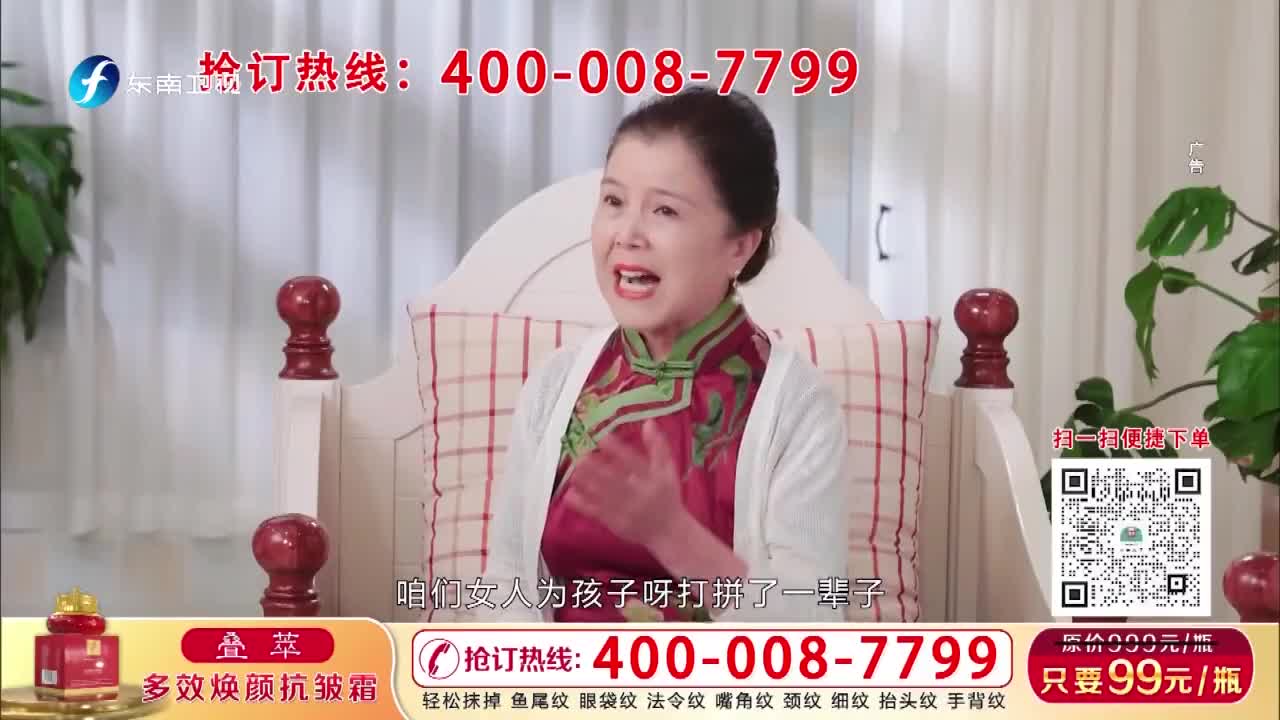 抢订热线：400-008-7799
东南卫视
广告
扫一扫便捷下单
咱们女人为孩子呀打拼了一辈子
叠萃
多效焕颜抗皱霜
抢订热线：400-008-7799
轻松抹掉 鱼尾纹 眼袋纹 法令纹 嘴角纹 颈纹 细纹 抬头纹 手背纹
原价999元/瓶
只要99元/瓶